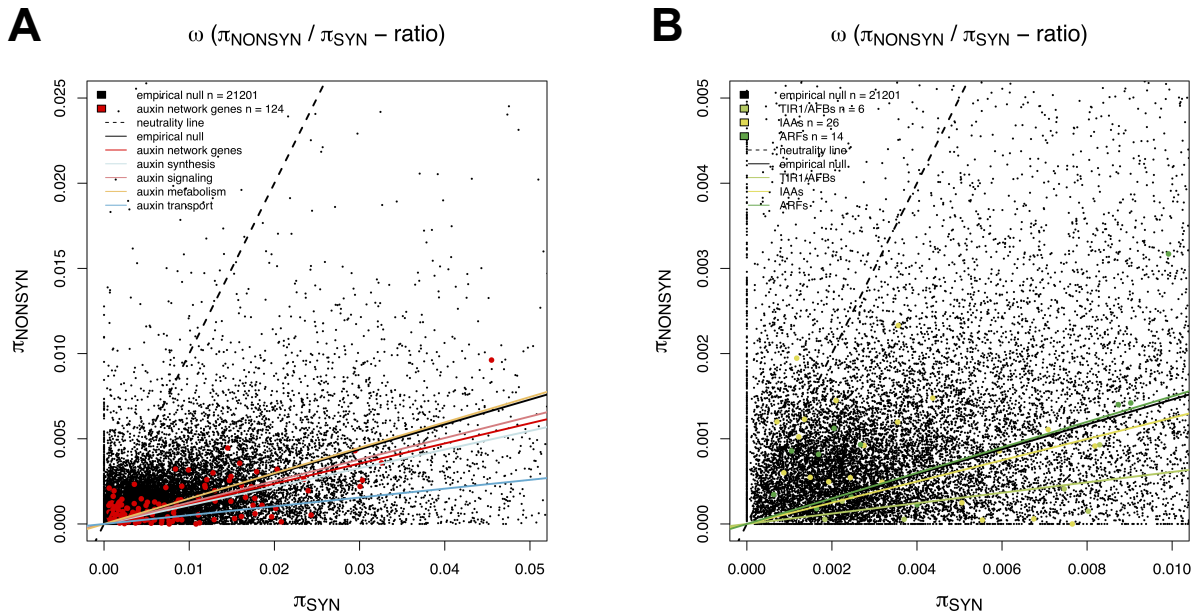 A
ω (πNONSYN / πSYN − ratio)
0.025
0.020
0.015
0.010
0.005
0.000
πNONSYN
empirical null n = 21201
auxin network genes n = 124
neutrality line
empirical null
auxin network genes
auxin synthesis
auxin signaling
auxin metabolism
auxin transport
0.00 0.01 0.02 0.03 0.04 0.05
πSYN
B
ω (πNONSYN / πSYN − ratio)
0.005
0.004
0.003
0.002
0.001
0.000
πNONSYN
empirical null n = 21201
TIR1/AFBs n = 6
IAAs n = 26
ARFs n = 14
neutrality line
empirical null
TIR1/AFBs
IAAs
ARFs
0.000 0.002 0.004 0.006 0.008 0.010
πSYN